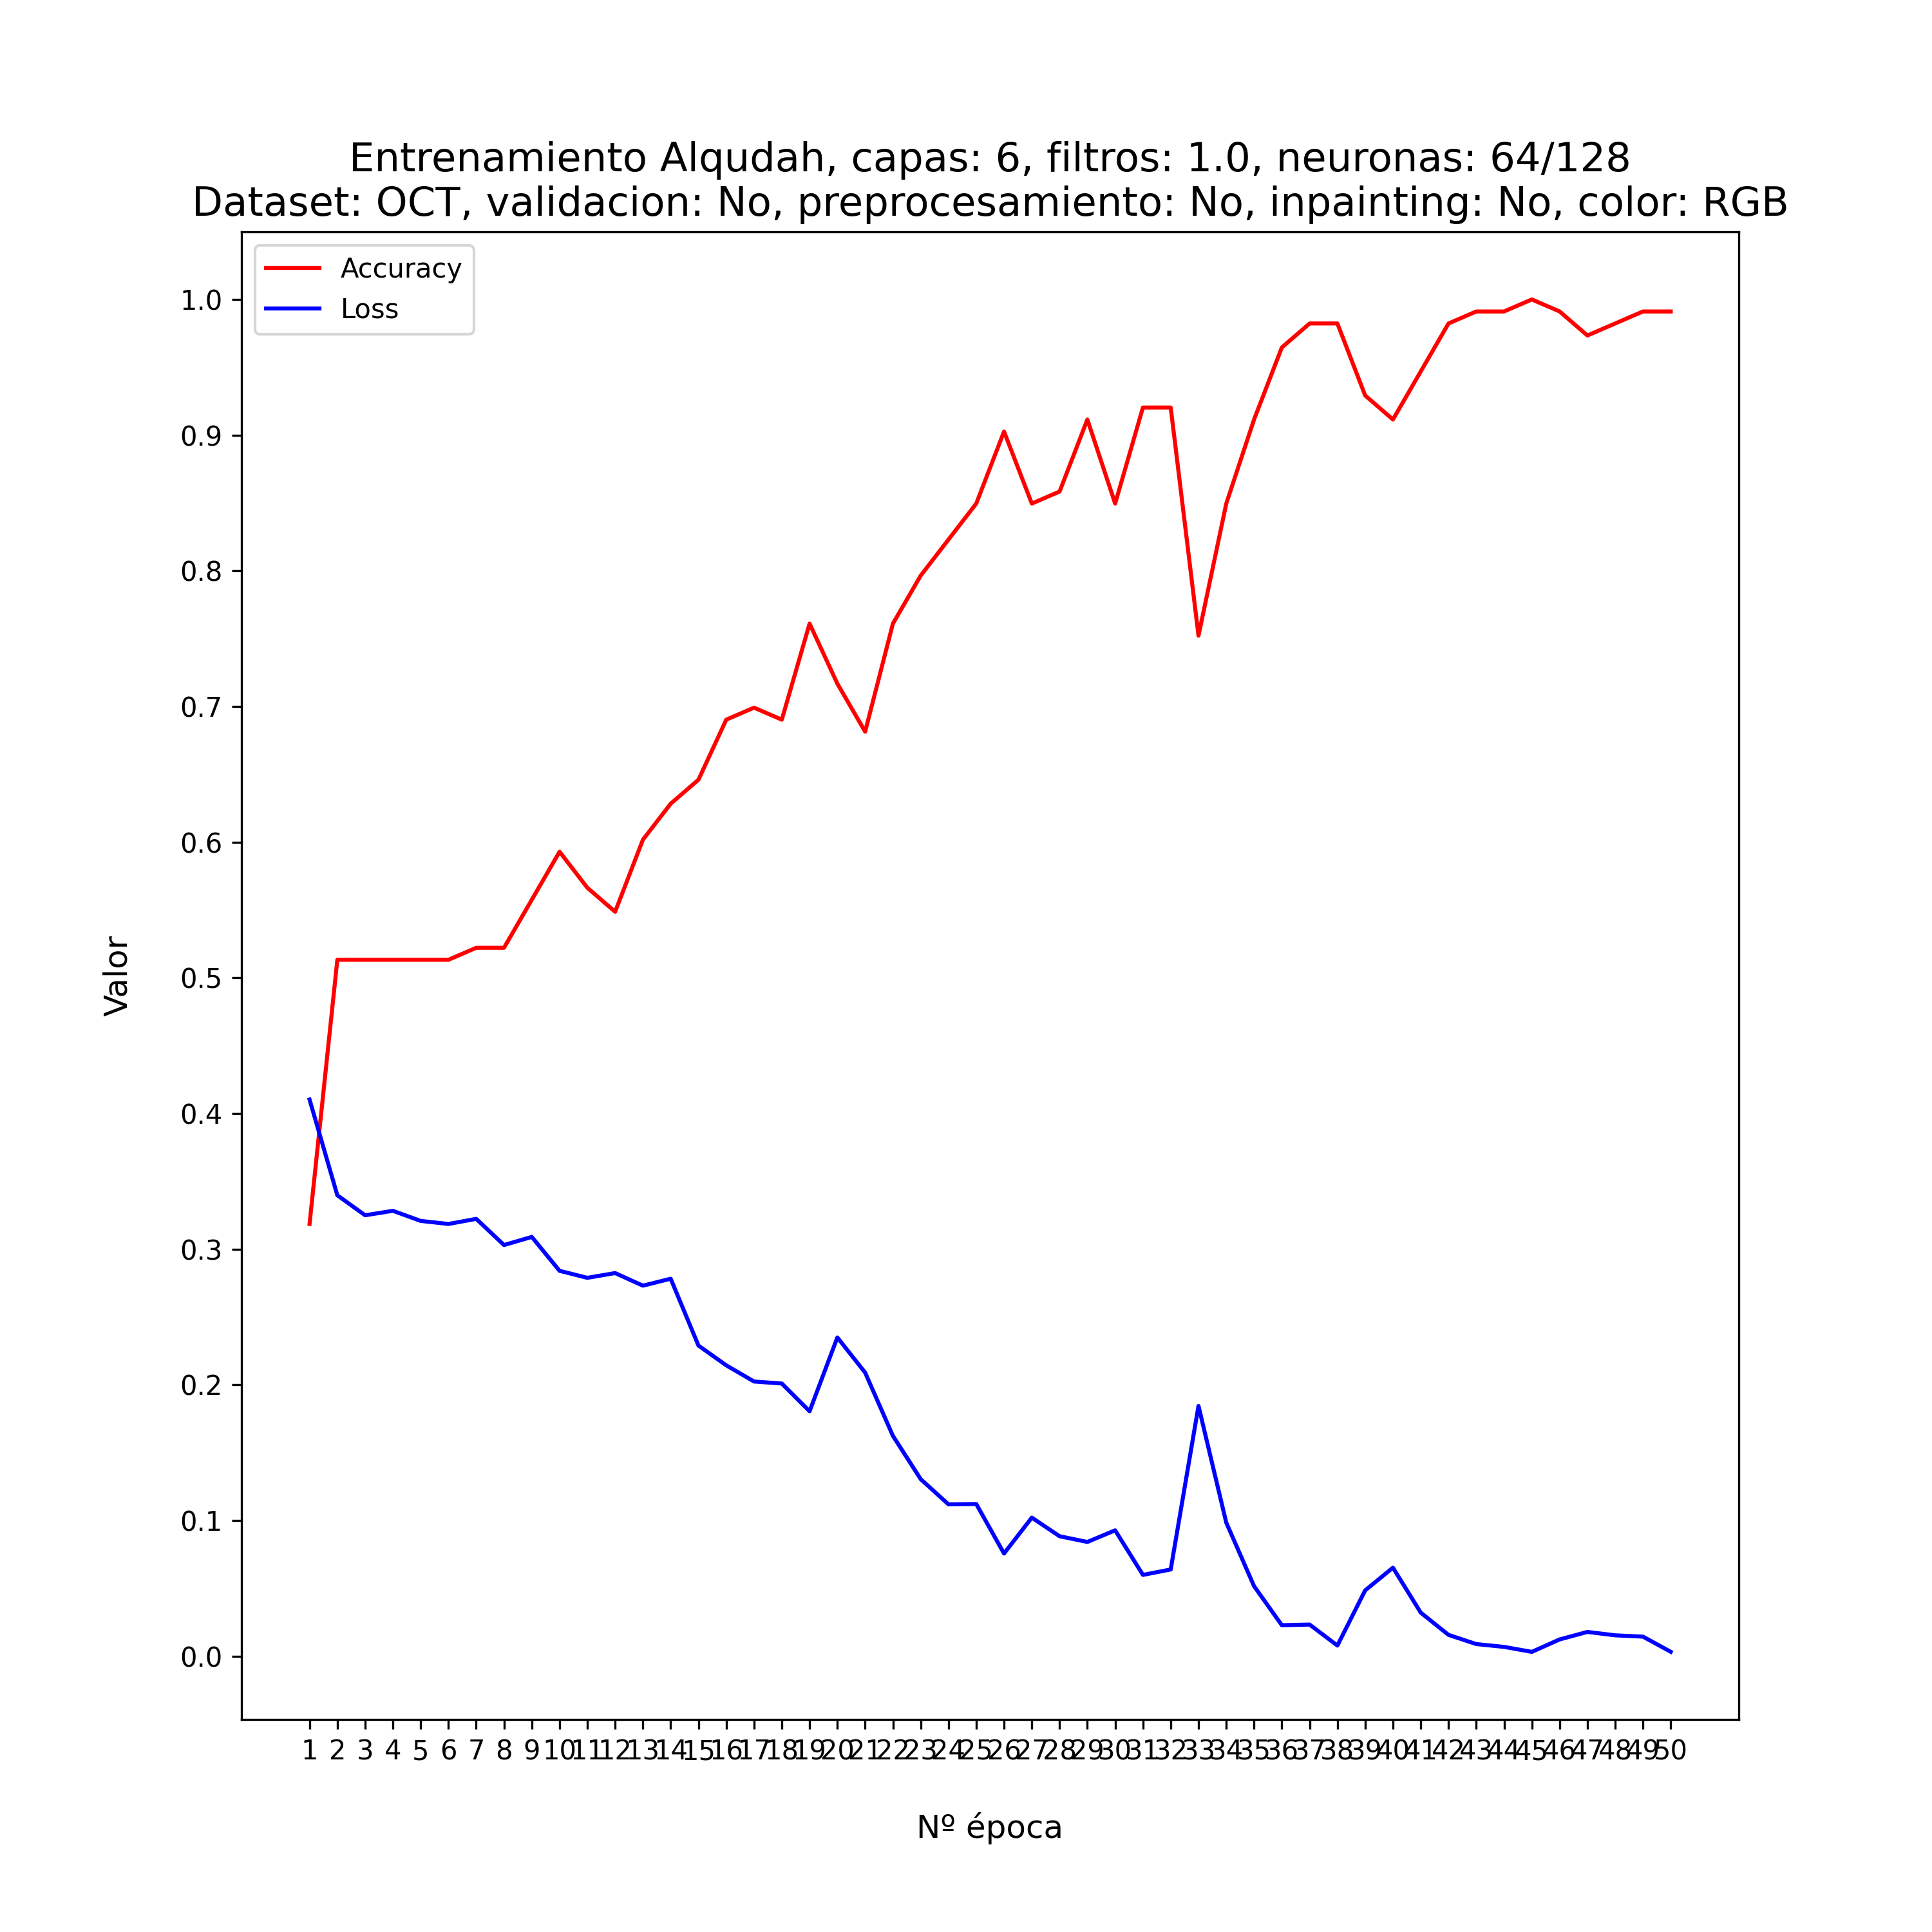 Entrenamiento Alqudah, capas: 6, filtros: 1.0, neuronas: 64/128
Dataset: OCT, validacion: No, preprocesamiento: No, inpainting: No, color: RGB
Accuracy
Loss
1.0
0.9
0.8
0.7
0.6
0.5
0.4
0.3
0.2
0.1
0.0
Valor
1 2 3 4 5 6 7 8 9 10 11 12 13 14 15 16 17 18 19 20 21 22 23 24 25 26 27 28 29 30 31 32 33 34 35 36 37 38 39 40 41 42 43 44 45 46 47 48 49 50
Nº época